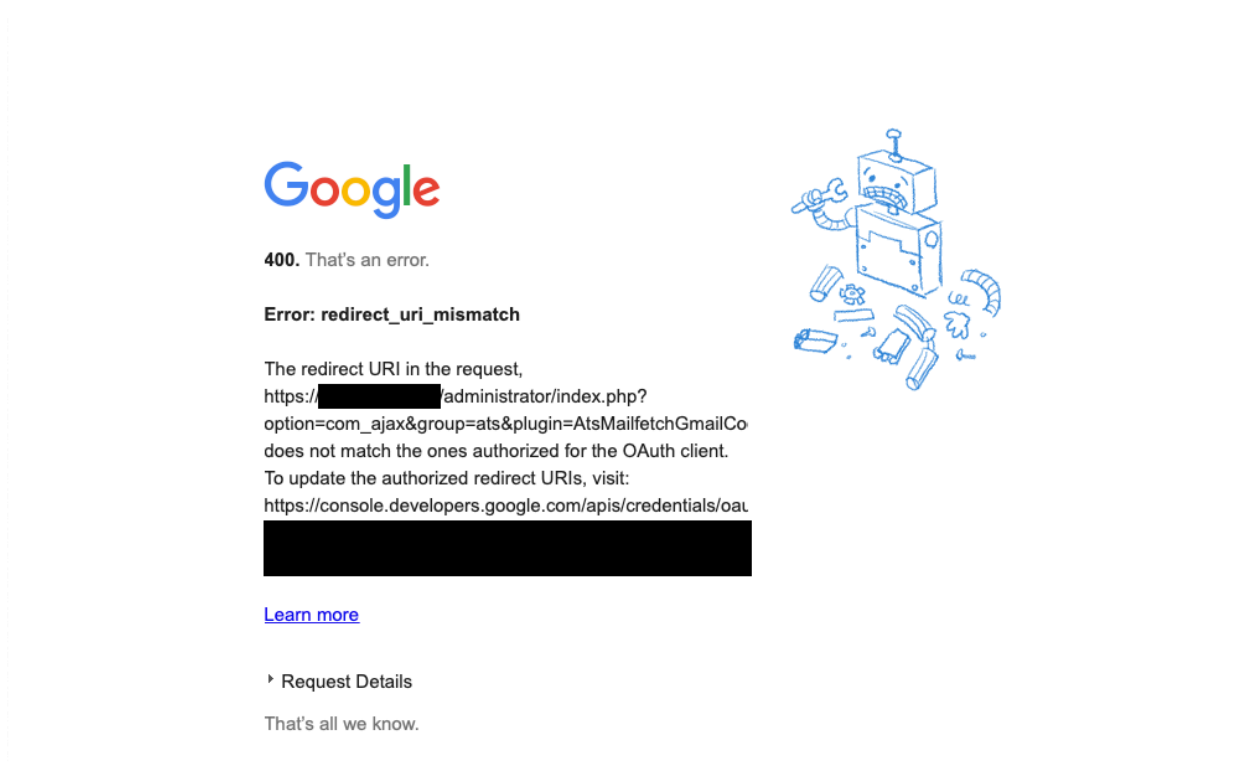 Google
400. That's an error.
Error: redirect_uri_mismatch
The redirect URI in the request,
https:// /administrator/index.php?
option=com_ajax&group=ats&plugin=AtsMailfetchGmailCo
does not match the ones authorized for the OAuth client.
To update the authorized redirect URIs, visit:
https://console.developers.google.com/apis/credentials/oau
Learn more
Request Details
That's all we know.